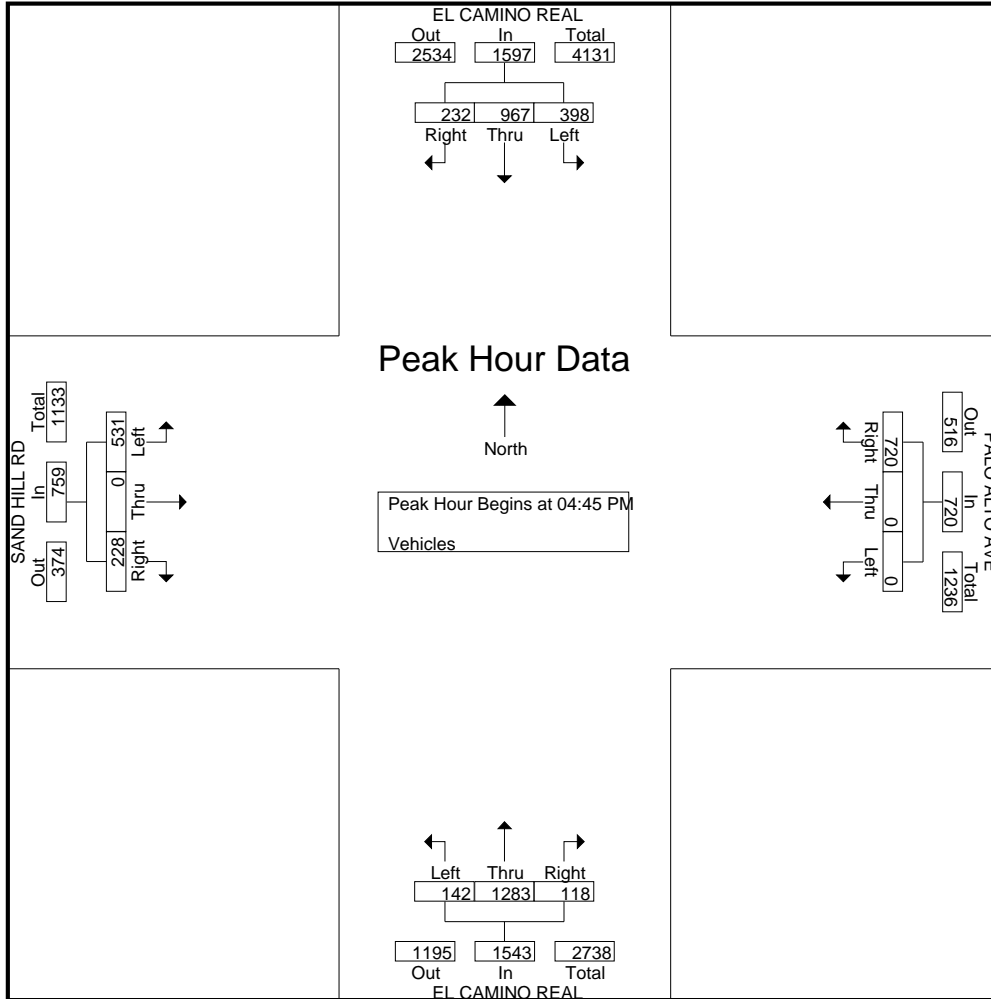 EL CAMINO REAL
Out In Total
2534 1597 4131
232 967 398
Right Thru Left
Peak Hour Data
North
Peak Hour Begins at 04:45 PM
Vehicles
SAND HILL RD
Out In Total
374 759 1133
Right Thru Left
228 0 531
PALO ALTO AVE
Out In Total
516 720 1236
Right Thru Left
720 0 0
Left Thru Right
142 1283 118
1195 1543 2738
Out In Total
EL CAMINO REAL